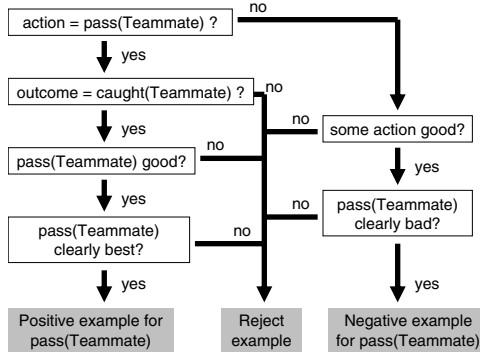 action = pass(Teammate) ?
no
yes
outcome = caught(Teammate) ?
no
yes
no
some action good?
pass(Teammate) good?
no
yes
yes
no
pass(Teammate)
clearly bad?
pass(Teammate)
clearly best?
no
yes
yes
Positive example for
pass(Teammate)
Reject
example
Negative example
for pass(Teammate)